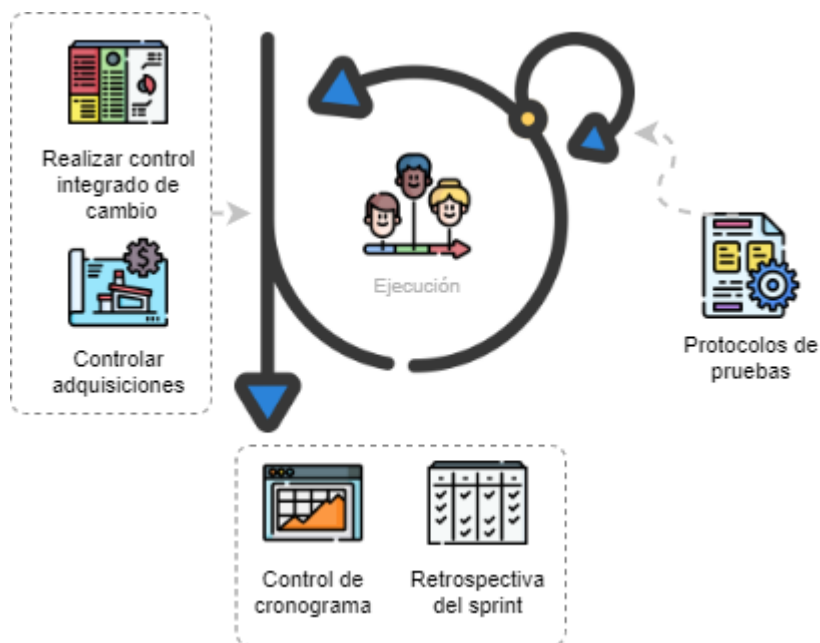 Realizar control
integrado de
cambio
Controlar
adquisiciones
Ejecución
Protocolos de
pruebas
Control de
cronograma
Retrospectiva
del sprint